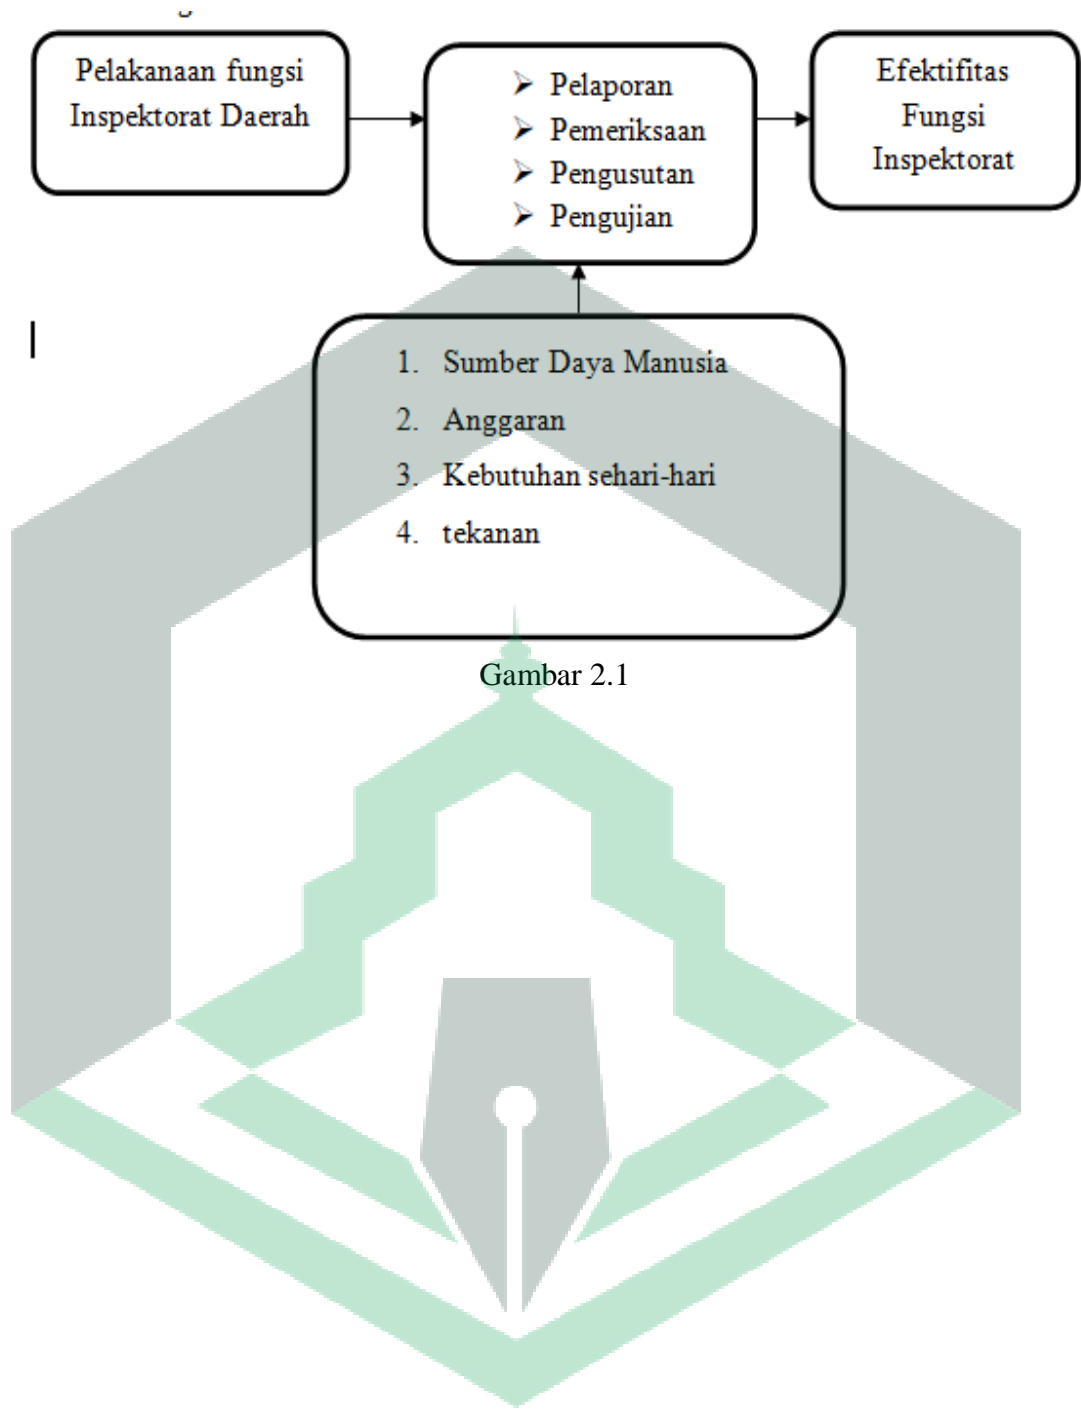 Pelakanaan fungsi
Inspektorat Daerah
➢ Pelaporan
➢ Pemeriksaan
➢ Pengusutan
➢ Pengujian
Efektifitas
Fungsi
Inspektorat
1. Sumber Daya Manusia
2. Anggaran
3. Kebutuhan sehari-hari
4. tekanan
Gambar 2.1